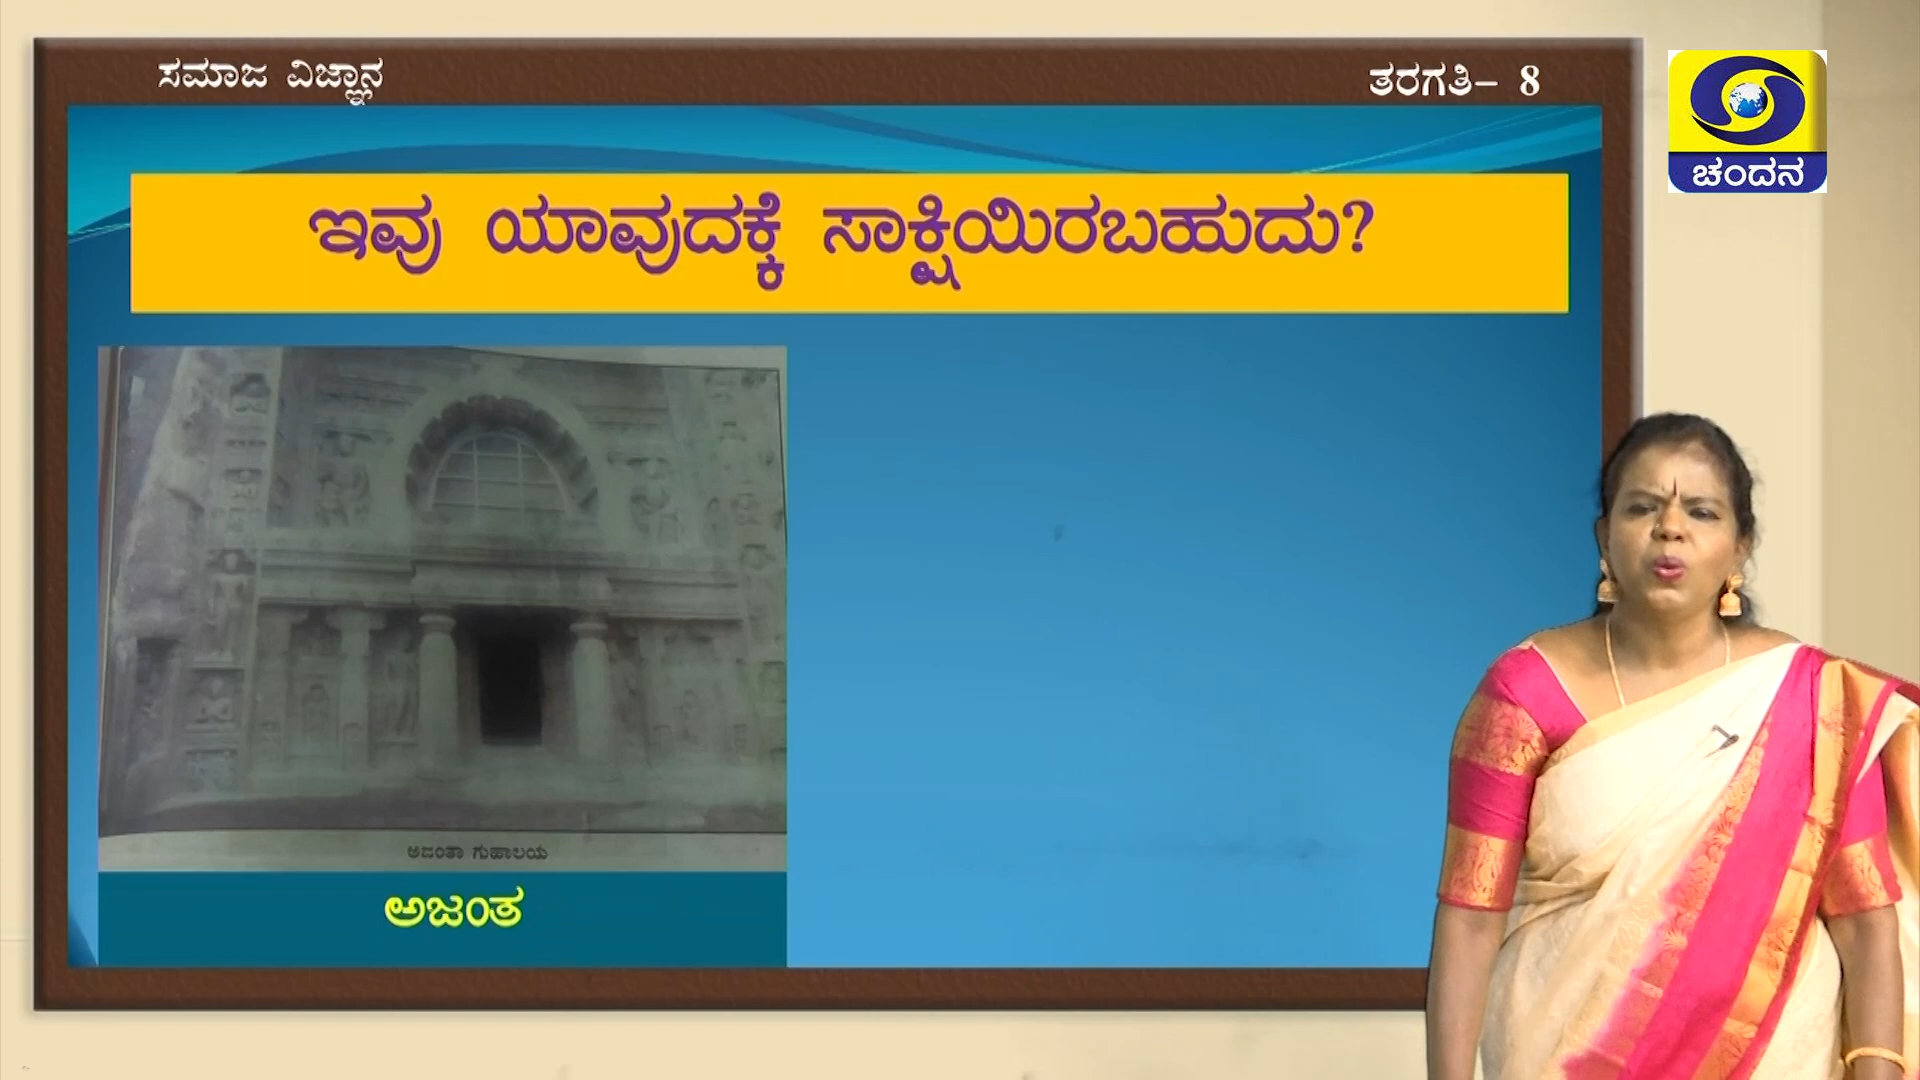 ಸಮಾಜ ವಿಜ್ಞಾನ
ತರಗತಿ- 8
ಚಂದನ
ಇವು ಯಾವುದಕ್ಕೆ ಸಾಕ್ಷಿಯಿರಬಹುದು?
ಅಜಂತಾ ಗುಹಾಲಯ
ಅಜಂತ